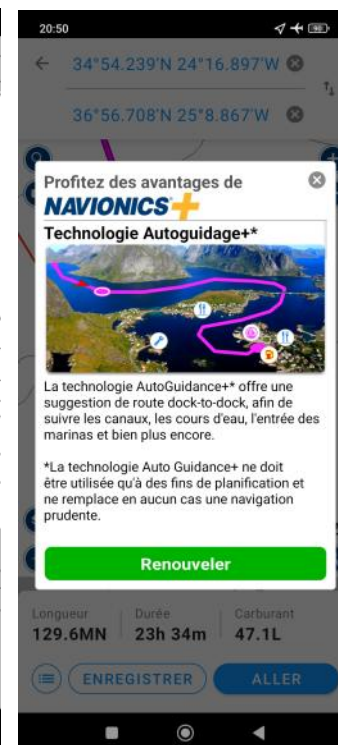 20:50
90
34°54.239'N 24°16.897'W
36°56.708'N 25°8.867'W
Profitez des avantages de
NAVIONICS+
Technologie Autoguidage+*
La technologie AutoGuidance+* offre une
suggestion de route dock-to-dock, afin de
suivre les canaux, les cours d'eau, l'entrée des
marinas et bien plus encore.
*La technologie Auto Guidance+ ne doit
être utilisée qu'à des fins de planification et
ne remplace en aucun cas une navigation
prudente.
Renouveler
Longueur Durée Carburant
129.6MN 23h 34m 47.1L
ENREGISTRER ALLER